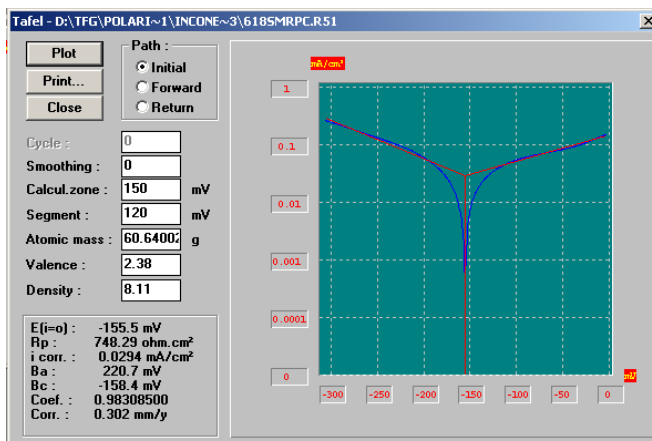 Tafel - D:\TFG\POLARI~1\INCONE~3\618SMRPC.R51
Plot
Print...
Close
Path :
Initial
Forward
Return
Cycle : 0
Smoothing : 0
Calcul.zone : 150 mV
Segment : 120 mV
Atomic mass : 60.64002 g
Valence : 2.38
Density : 8.11
E(i=o) : -155.5 mV
Rp : 748.29 ohm.cm²
i corr. : 0.0294 mA/cm²
Ba : 220.7 mV
Bc : -158.4 mV
Coef. : 0.98308500
Corr. : 0.302 mm/y
mA/cm²
1
0.1
0.01
0.001
0.0001
0
-300 -250 -200 -150 -100 -50 0
mV